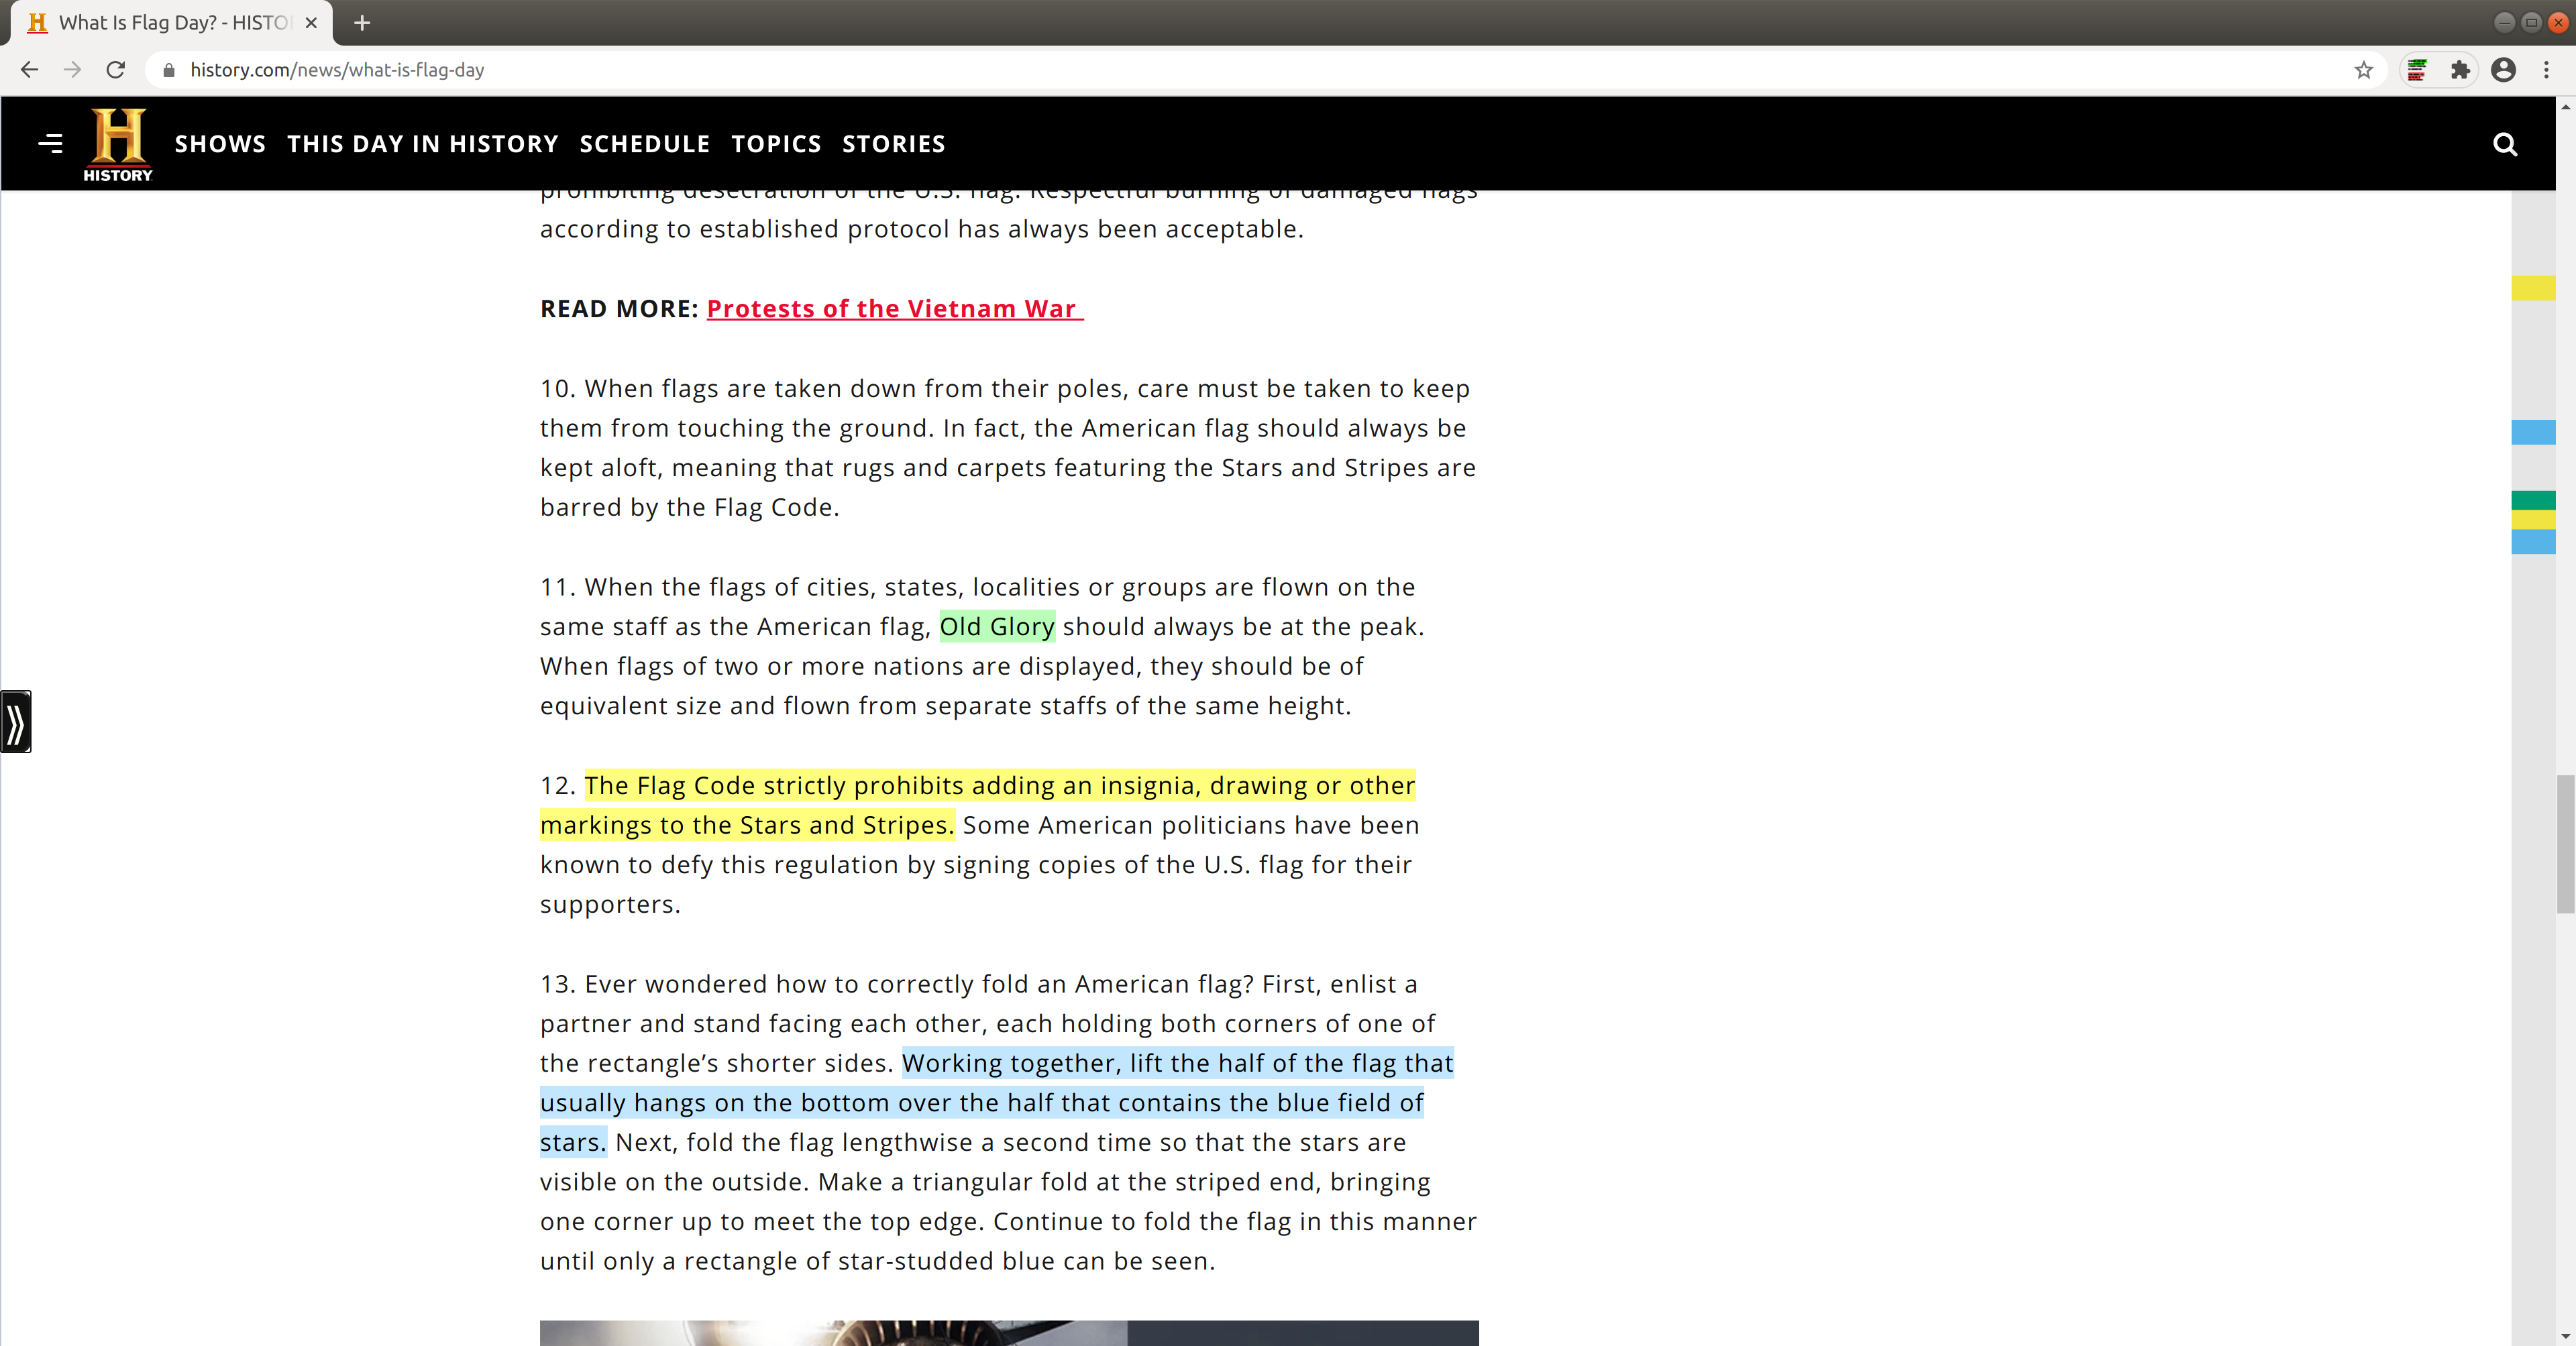 What Is Flag Day? - HISTO
history.com/news/what-is-flag-day
HISTORY
SHOWS THIS DAY IN HISTORY SCHEDULE TOPICS STORIES
prohibiting desecration of the U.S. flag. Respectful burning of damaged flags
according to established protocol has always been acceptable.
READ MORE: Protests of the Vietnam War
10. When flags are taken down from their poles, care must be taken to keep
them from touching the ground. In fact, the American flag should always be
kept aloft, meaning that rugs and carpets featuring the Stars and Stripes are
barred by the Flag Code.
11. When the flags of cities, states, localities or groups are flown on the
same staff as the American flag, Old Glory should always be at the peak.
When flags of two or more nations are displayed, they should be of
equivalent size and flown from separate staffs of the same height.
12. The Flag Code strictly prohibits adding an insignia, drawing or other
markings to the Stars and Stripes. Some American politicians have been
known to defy this regulation by signing copies of the U.S. flag for their
supporters.
13. Ever wondered how to correctly fold an American flag? First, enlist a
partner and stand facing each other, each holding both corners of one of
the rectangle’s shorter sides. Working together, lift the half of the flag that
usually hangs on the bottom over the half that contains the blue field of
stars. Next, fold the flag lengthwise a second time so that the stars are
visible on the outside. Make a triangular fold at the striped end, bringing
one corner up to meet the top edge. Continue to fold the flag in this manner
until only a rectangle of star-studded blue can be seen.